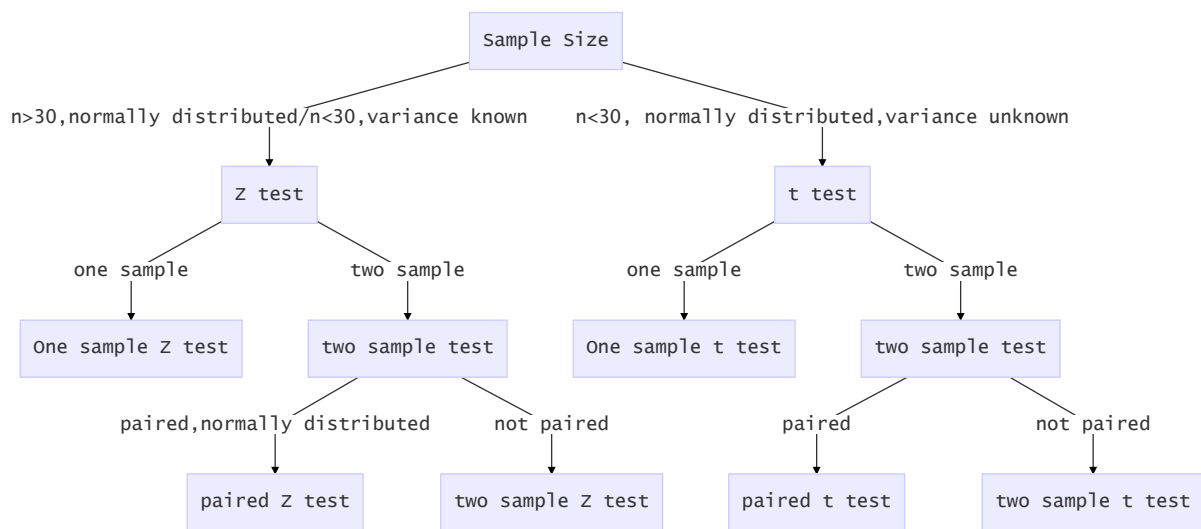 Sample Size
n>30,normally distributed/n<30,variance known
n<30, normally distributed,variance unknown
Z test
t test
one sample
two sample
one sample
two sample
One sample Z test
two sample test
One sample t test
two sample test
paired,normally distributed
not paired
paired
not paired
paired Z test
two sample Z test
paired t test
two sample t test